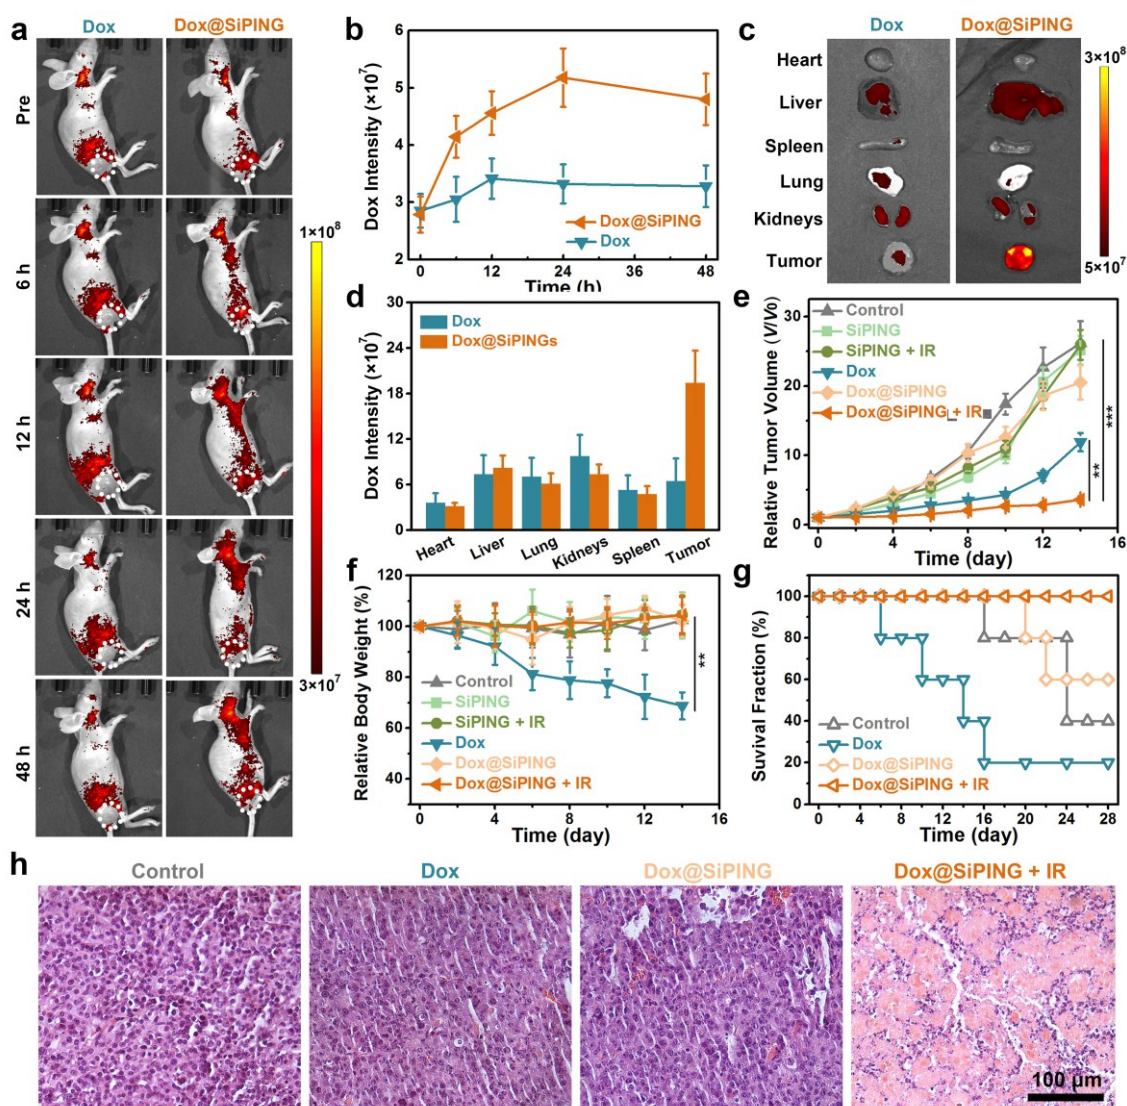 a
Dox
Dox@SiPING
Pre
6 h
12 h
24 h
48 h
1×10⁸
3×10⁷
b
Dox Intensity (×10⁷)
6
5
4
3
2
Dox@SiPING
Dox
0
12
24
36
48
Time (h)
c
Dox
Dox@SiPING
Heart
Liver
Spleen
Lung
Kidneys
Tumor
3×10⁸
5×10⁷
d
Dox Intensity (×10⁷)
30
24
18
12
6
0
Dox
Dox@SiPINGs
Heart
Liver
Lung
Kidneys
Spleen
Tumor
e
Relative Tumor Volume (V/V₀)
30
20
10
0
Control
SiPING
SiPING + IR
Dox
Dox@SiPING
Dox@SiPING + IR
***
**
0
4
8
12
16
Time (day)
f
Relative Body Weight (%)
120
100
80
60
40
Control
SiPING
SiPING + IR
Dox
Dox@SiPING
Dox@SiPING + IR
**
0
4
8
12
16
Time (day)
g
Suvival Fraction (%)
100
80
60
40
20
0
Control
Dox
Dox@SiPING
Dox@SiPING + IR
0
4
8
12
16
20
24
28
Time (day)
h
Control
Dox
Dox@SiPING
Dox@SiPING + IR
100 μm